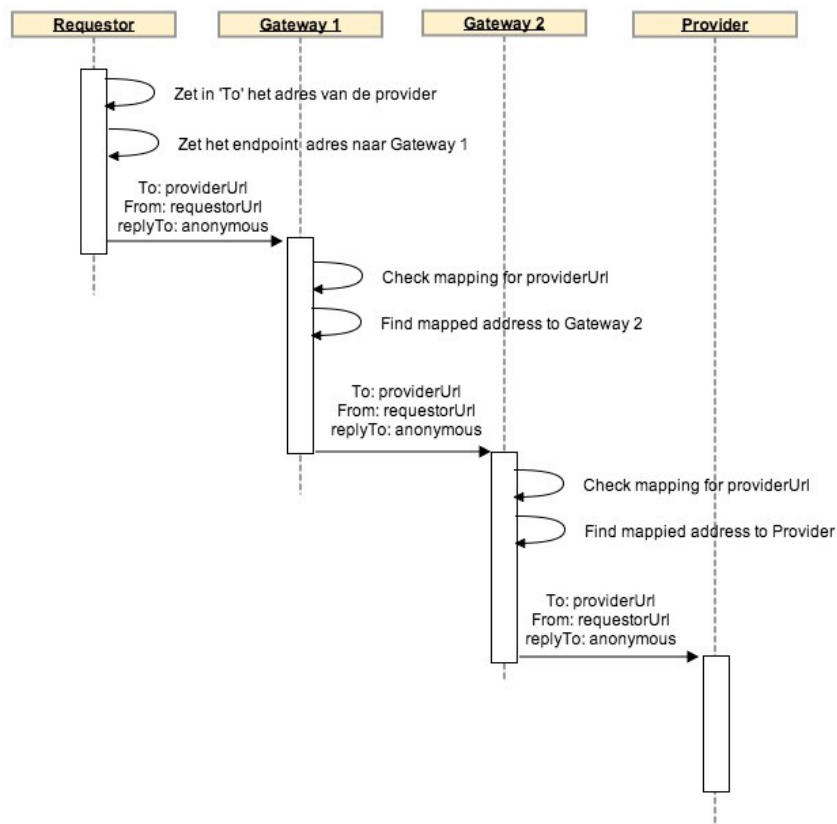 Requestor
Gateway 1
Gateway 2
Provider
Zet in 'To' het adres van de provider
Zet het endpoint adres naar Gateway 1
To: providerUrl
From: requestorUrl
replyTo: anonymous
Check mapping for providerUrl
Find mapped address to Gateway 2
To: providerUrl
From: requestorUrl
replyTo: anonymous
Check mapping for providerUrl
Find mappied address to Provider
To: providerUrl
From: requestorUrl
replyTo: anonymous